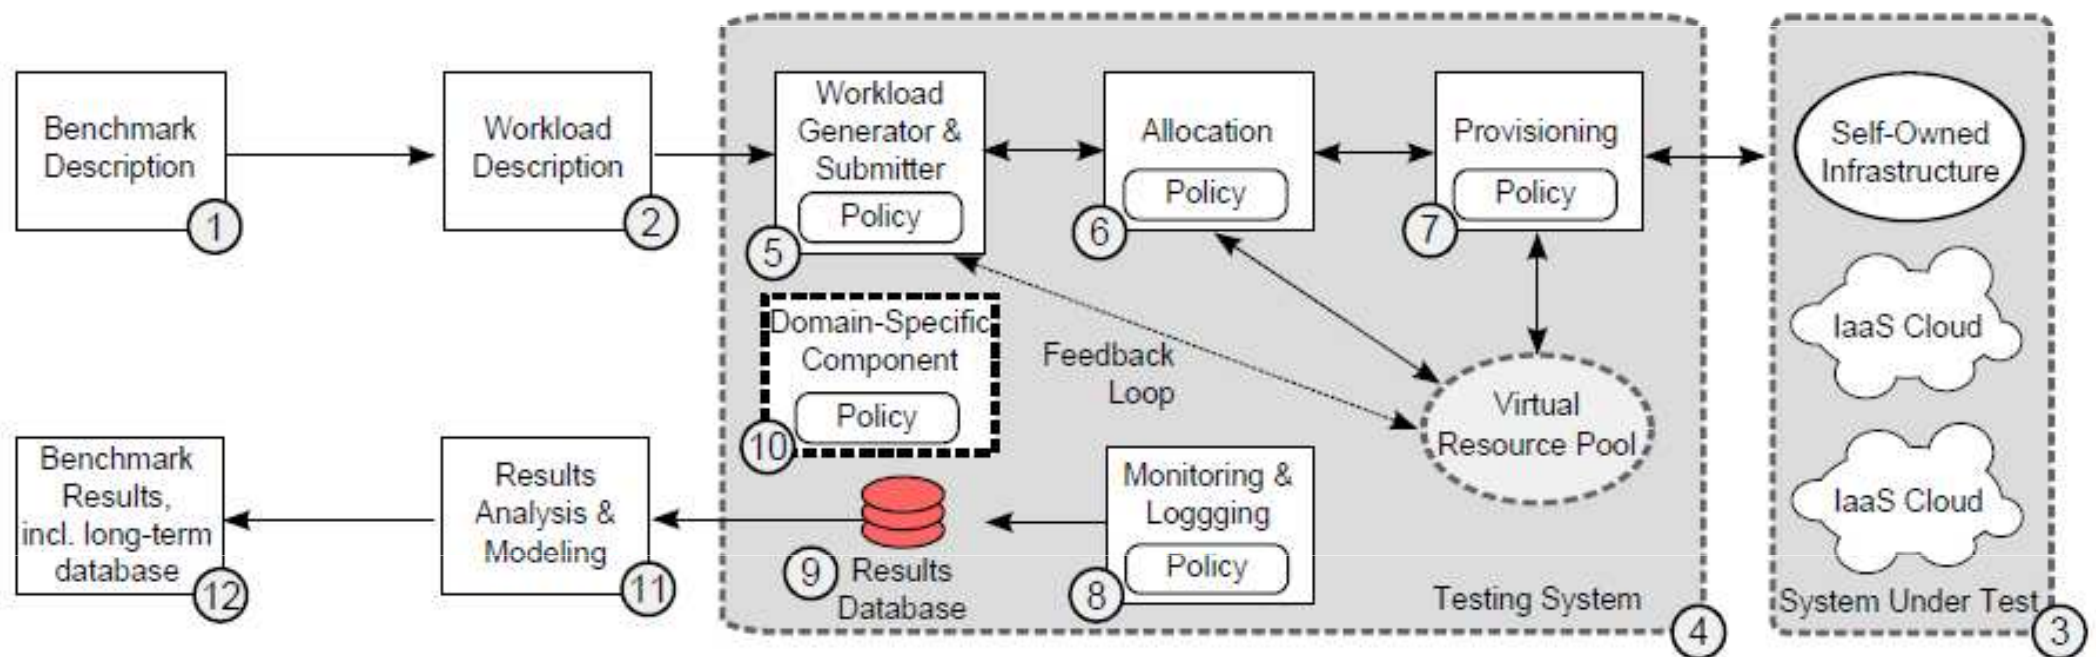 Benchmark
Description
1
Workload
Description
2
Workload
Generator &
Submitter
Policy
5
Allocation
Policy
6
Provisioning
Policy
7
Self-Owned
Infrastructure
IaaS Cloud
IaaS Cloud
System Under Test
3
Domain-Specific
Component
Policy
10
Feedback
Loop
Virtual
Resource Pool
Benchmark
Results,
incl. long-term
database
12
Results
Analysis &
Modeling
11
9
Results
Database
Monitoring &
Loggging
Policy
8
Testing System
4